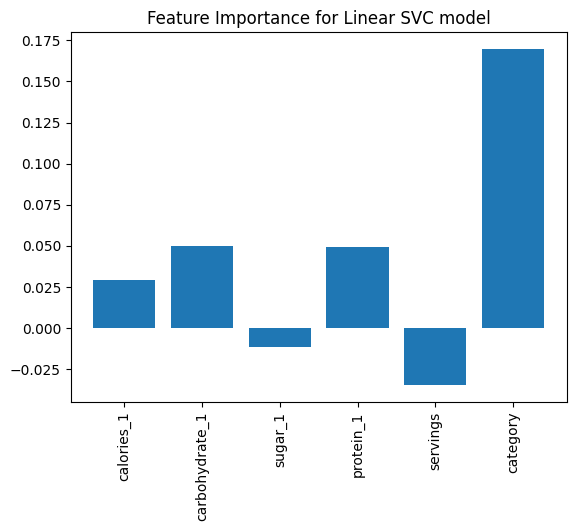 Feature Importance for Linear SVC model
0.175
0.150
0.125
0.100
0.075
0.050
0.025
0.000
−0.025
calories_1
carbohydrate_1
sugar_1
protein_1
servings
category